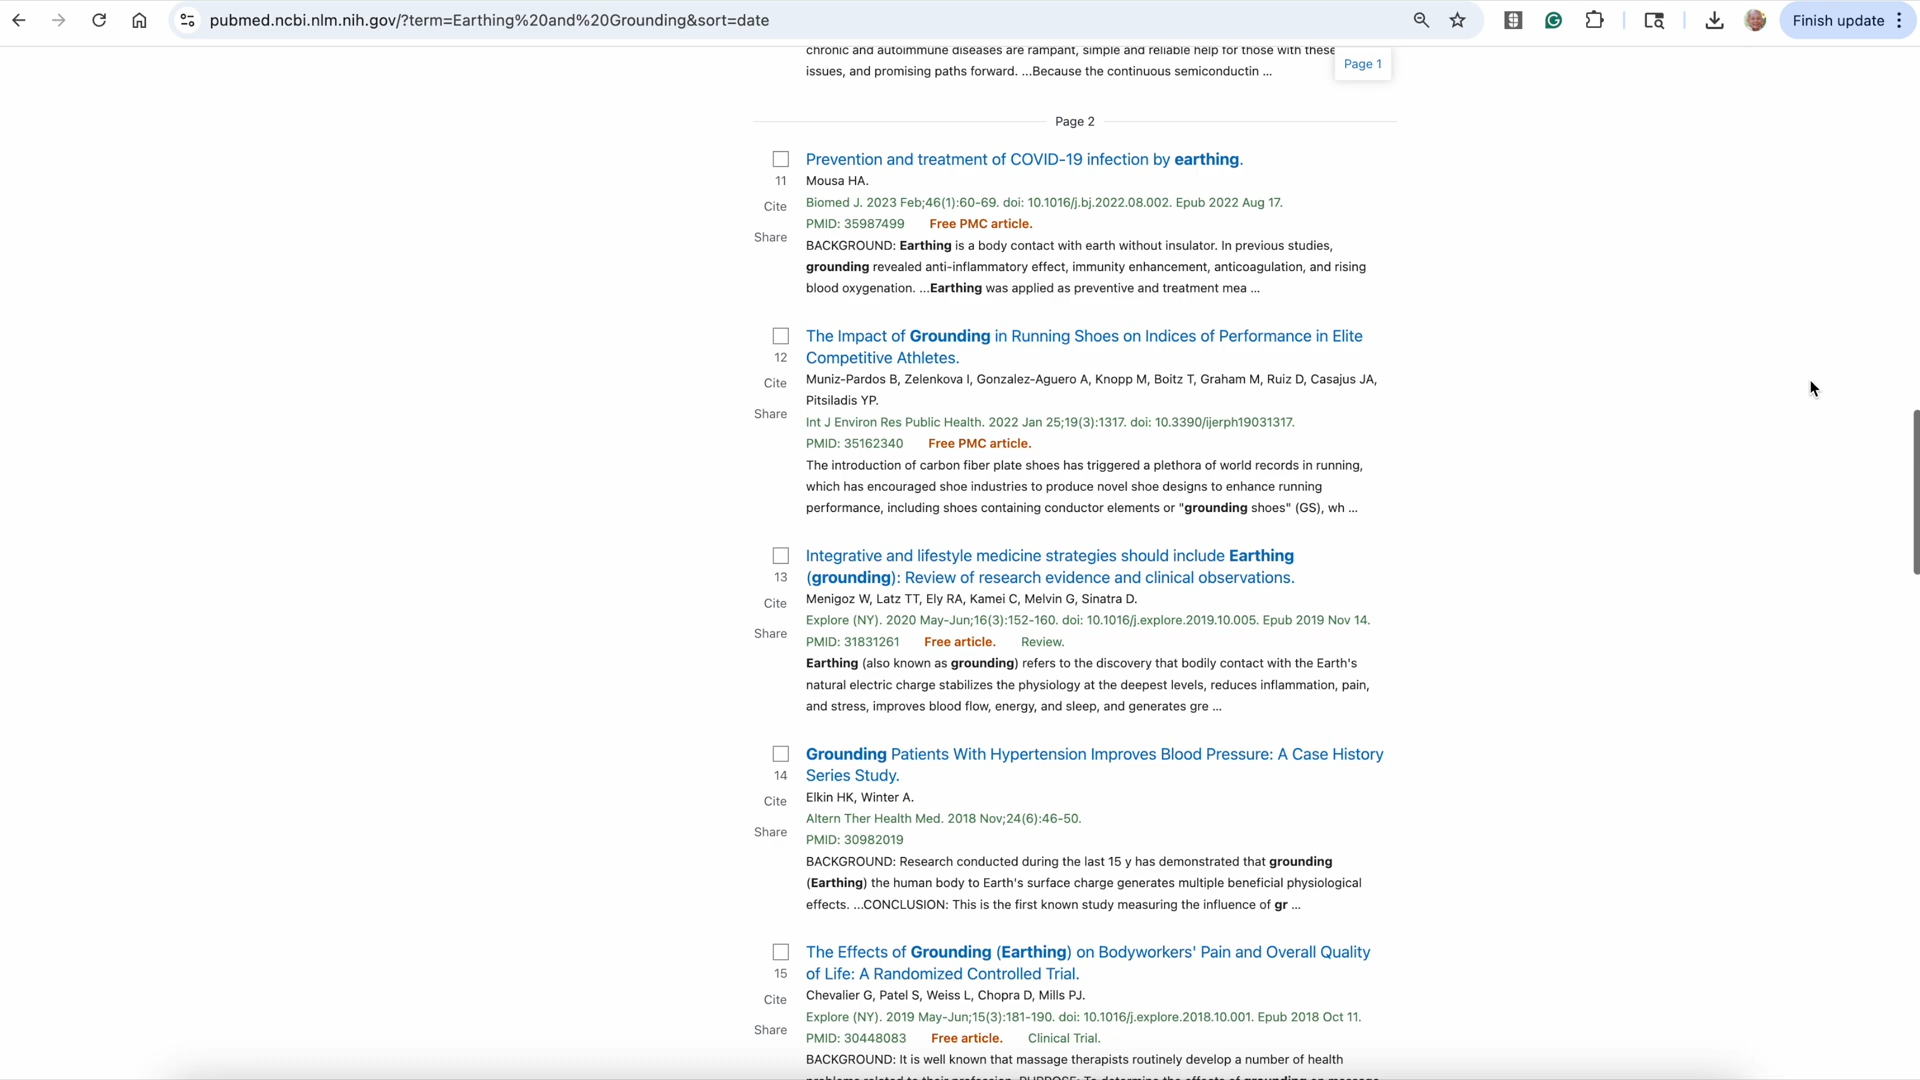 pubmed.ncbi.nlm.nih.gov/?term=Earthing%20and%20Grounding&sort=date
Finish update
chronic and autoimmune diseases are rampant, simple and reliable help for those with these
issues, and promising paths forward. ...Because the continuous semiconductin ...
Page 1
Page 2
Prevention and treatment of COVID-19 infection by earthing.
11
Mousa HA.
Cite
Biomed J. 2023 Feb;46(1):60-69. doi: 10.1016/j.bj.2022.08.002. Epub 2022 Aug 17.
PMID: 35987499 Free PMC article.
Share
BACKGROUND: Earthing is a body contact with earth without insulator. In previous studies,
grounding revealed anti-inflammatory effect, immunity enhancement, anticoagulation, and rising
blood oxygenation. ...Earthing was applied as preventive and treatment mea ...
The Impact of Grounding in Running Shoes on Indices of Performance in Elite
12
Competitive Athletes.
Cite
Muniz-Pardos B, Zelenkova I, Gonzalez-Aguero A, Knopp M, Boitz T, Graham M, Ruiz D, Casajus JA,
Pitsiladis YP.
Share
Int J Environ Res Public Health. 2022 Jan 25;19(3):1317. doi: 10.3390/ijerph19031317.
PMID: 35162340 Free PMC article.
The introduction of carbon fiber plate shoes has triggered a plethora of world records in running,
which has encouraged shoe industries to produce novel shoe designs to enhance running
performance, including shoes containing conductor elements or "grounding shoes" (GS), wh ...
Integrative and lifestyle medicine strategies should include Earthing
13
(grounding): Review of research evidence and clinical observations.
Cite
Menigoz W, Latz TT, Ely RA, Kamei C, Melvin G, Sinatra D.
Explore (NY). 2020 May-Jun;16(3):152-160. doi: 10.1016/j.explore.2019.10.005. Epub 2019 Nov 14.
Share
PMID: 31831261 Free article. Review.
Earthing (also known as grounding) refers to the discovery that bodily contact with the Earth's
natural electric charge stabilizes the physiology at the deepest levels, reduces inflammation, pain,
and stress, improves blood flow, energy, and sleep, and generates gre ...
Grounding Patients With Hypertension Improves Blood Pressure: A Case History
14
Series Study.
Cite
Elkin HK, Winter A.
Altern Ther Health Med. 2018 Nov;24(6):46-50.
Share
PMID: 30982019
BACKGROUND: Research conducted during the last 15 y has demonstrated that grounding
(Earthing) the human body to Earth's surface charge generates multiple beneficial physiological
effects. ...CONCLUSION: This is the first known study measuring the influence of gr ...
The Effects of Grounding (Earthing) on Bodyworkers' Pain and Overall Quality
15
of Life: A Randomized Controlled Trial.
Cite
Chevalier G, Patel S, Weiss L, Chopra D, Mills PJ.
Explore (NY). 2019 May-Jun;15(3):181-190. doi: 10.1016/j.explore.2018.10.001. Epub 2018 Oct 11.
Share
PMID: 30448083 Free article. Clinical Trial.
BACKGROUND: It is well known that massage therapists routinely develop a number of health